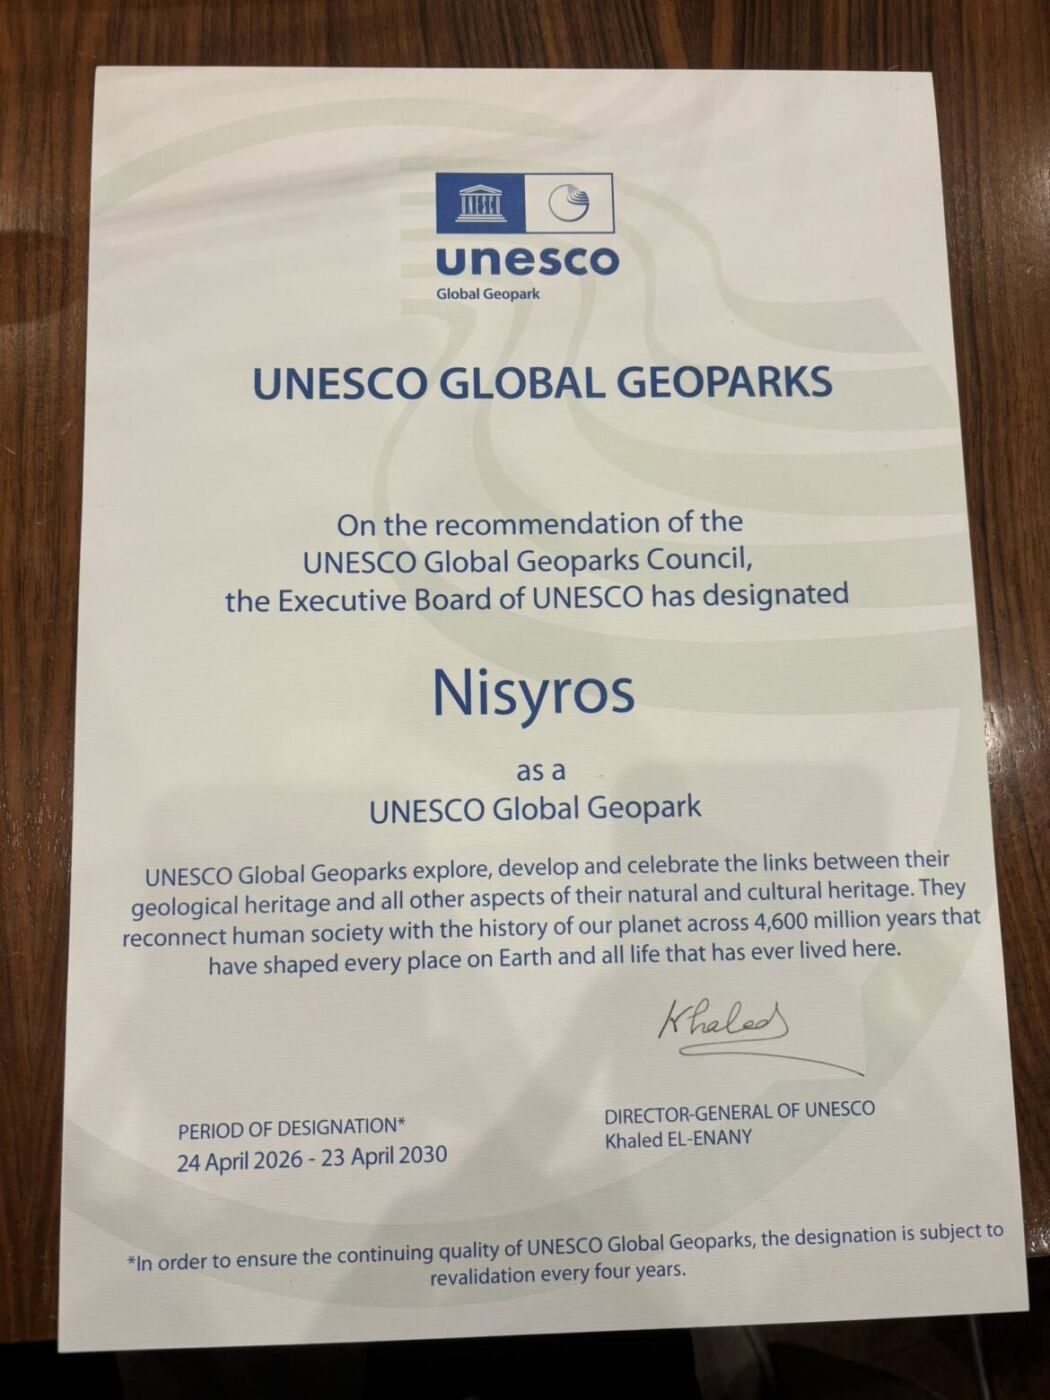 UNESCO
unesco
Global Geopark
UNESCO GLOBAL GEOPARKS
On the recommendation of the
UNESCO Global Geoparks Council,
the Executive Board of UNESCO has designated
Nisyros
as a
UNESCO Global Geopark
UNESCO Global Geoparks explore, develop and celebrate the links between their
geological heritage and all other aspects of their natural and cultural heritage. They
reconnect human society with the history of our planet across 4,600 million years that
have shaped every place on Earth and all life that has ever lived here.
Khaled
PERIOD OF DESIGNATION*
24 April 2026 - 23 April 2030
DIRECTOR-GENERAL OF UNESCO
Khaled EL-ENANY
*In order to ensure the continuing quality of UNESCO Global Geoparks, the designation is subject to
revalidation every four years.